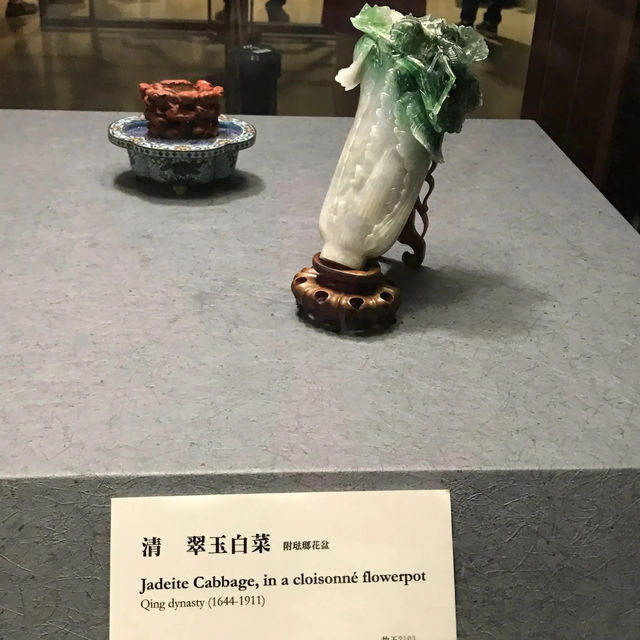 清 翠玉白菜 附琺瑯花盆
Jadeite Cabbage, in a cloisonné flowerpot
Qing dynasty (1644-1911)